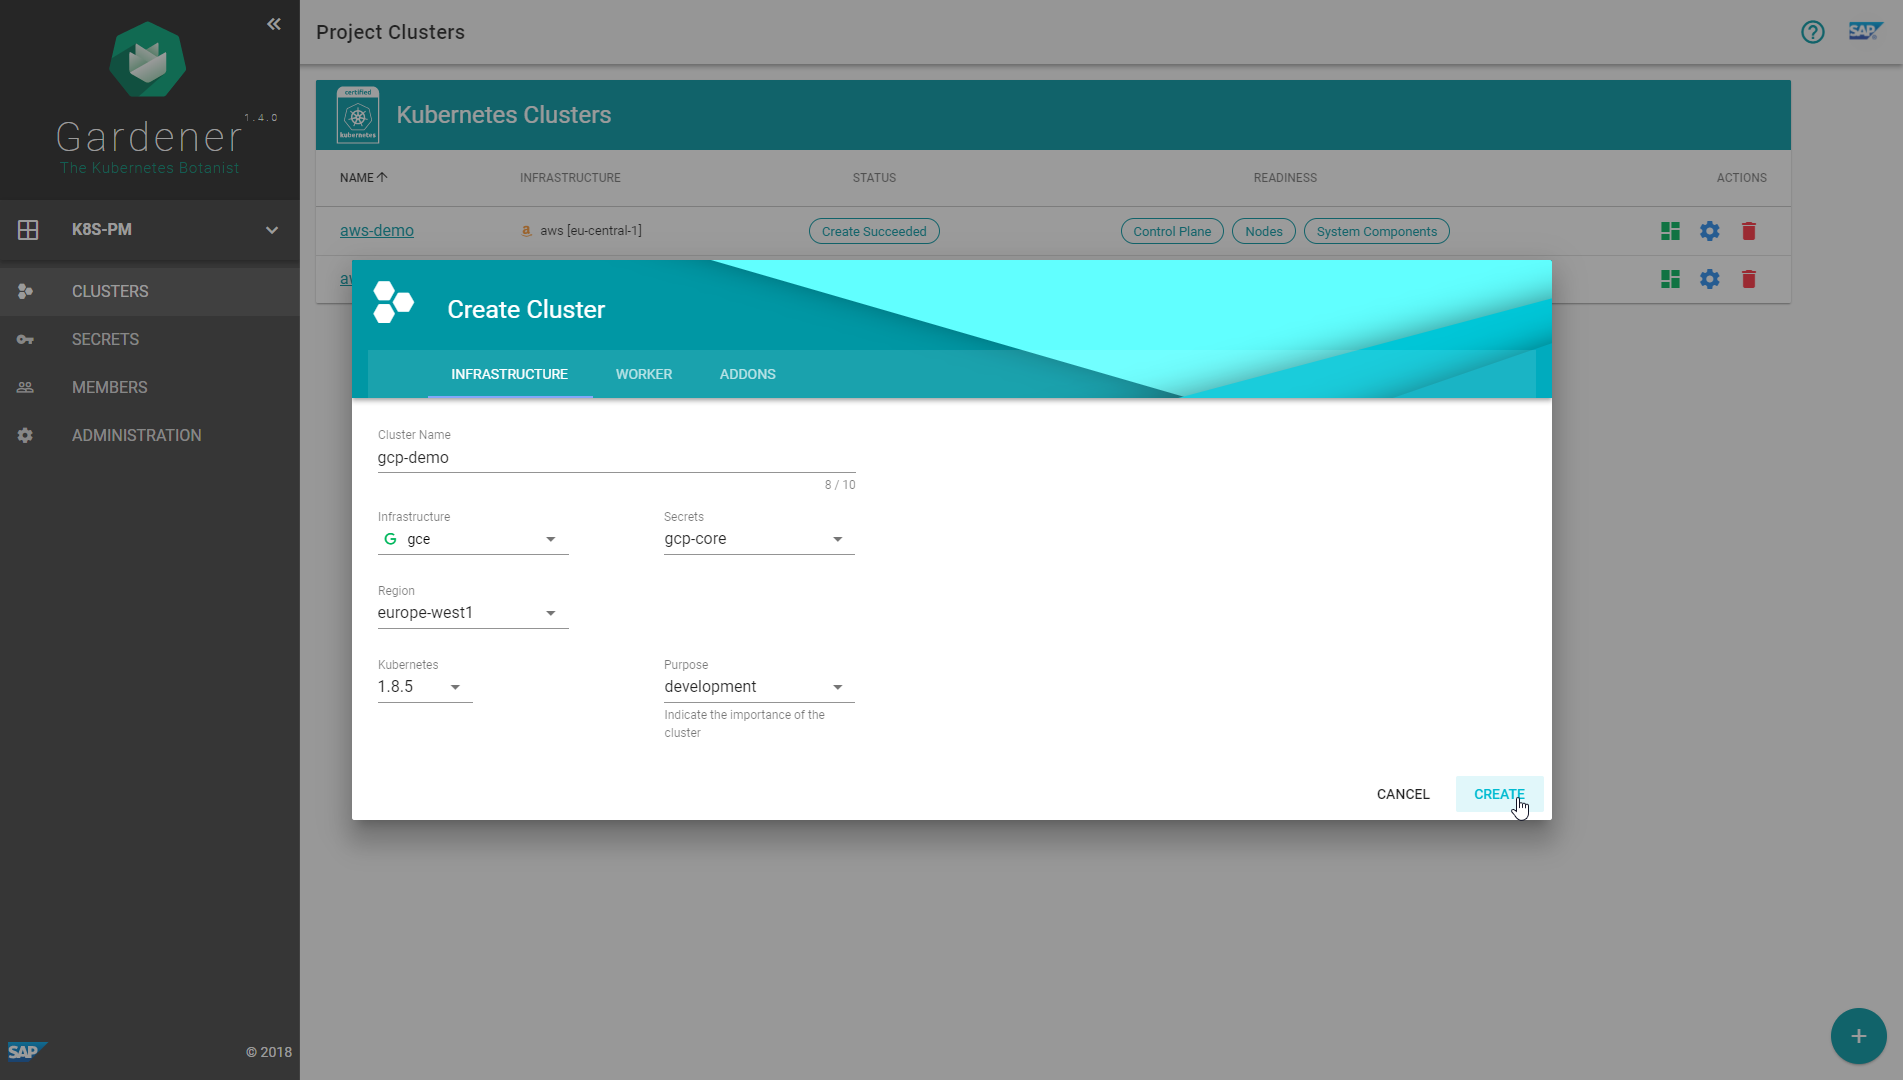 Project Clusters
SAP
1.4.0
Gardener
The Kubernetes Botanist
certified
kubernetes
Kubernetes Clusters
NAME INFRASTRUCTURE STATUS READINESS ACTIONS
K8S-PM
aws-demo a aws [eu-central-1] Create Succeeded Control Plane Nodes System Components
CLUSTERS
SECRETS
MEMBERS
ADMINISTRATION
Create Cluster
INFRASTRUCTURE WORKER ADDONS
Cluster Name
gcp-demo
8 / 10
Infrastructure Secrets
G gce gcp-core
Region
europe-west1
Kubernetes Purpose
1.8.5 development
Indicate the importance of the
cluster
CANCEL CREATE
SAP © 2018